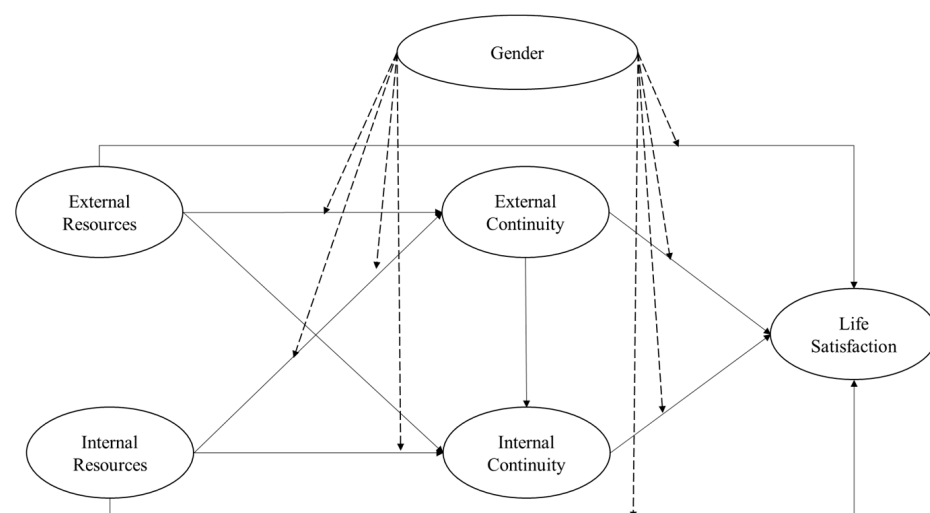 Gender
External
Resources
External
Continuity
Life
Satisfaction
Internal
Resources
Internal
Continuity